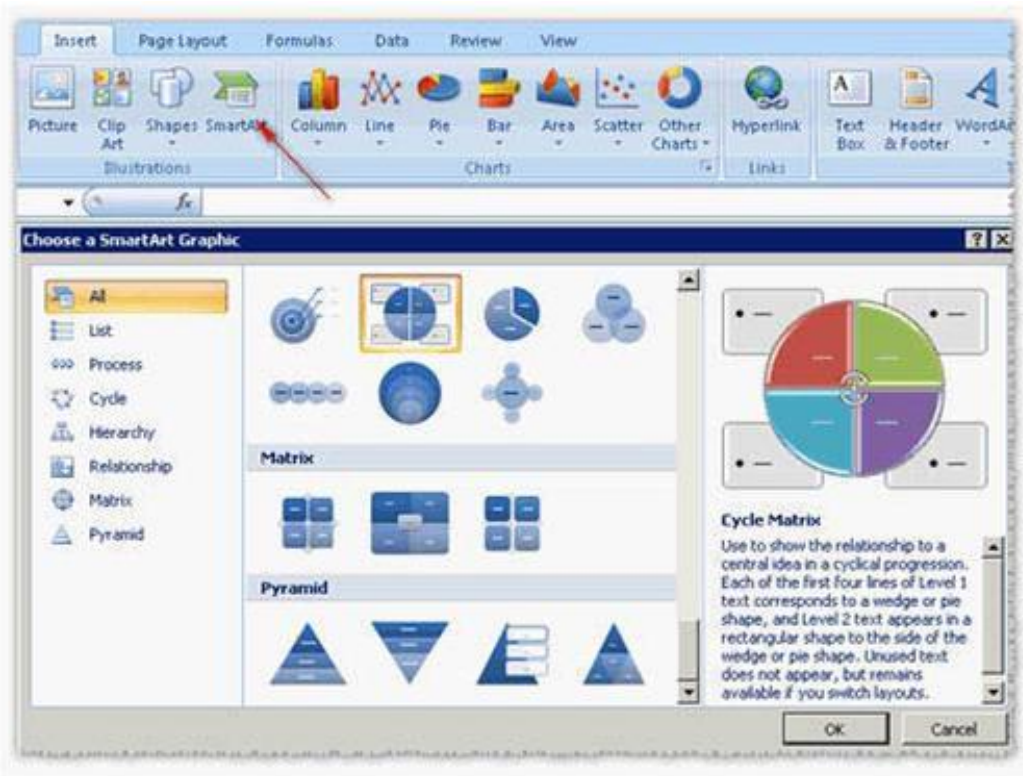 Insert Page Layout Formulas Data Review View
Picture Clip Art Shapes SmartArt Column Line Pie Bar Area Scatter Other Charts Hyperlink Text Box Header & Footer
Illustrations Charts Links
fx
Choose a SmartArt Graphic
All
List
Process
Cycle
Hierarchy
Relationship
Matrix
Pyramid
Matrix
Pyramid
Cycle Matrix
Use to show the relationship to a
central idea in a cyclical progression.
Each of the first four lines of Level 1
text corresponds to a wedge or pie
shape, and Level 2 text appears in a
rectangular shape to the side of the
wedge or pie shape. Unused text
does not appear, but remains
available if you switch layouts.
OK Cancel